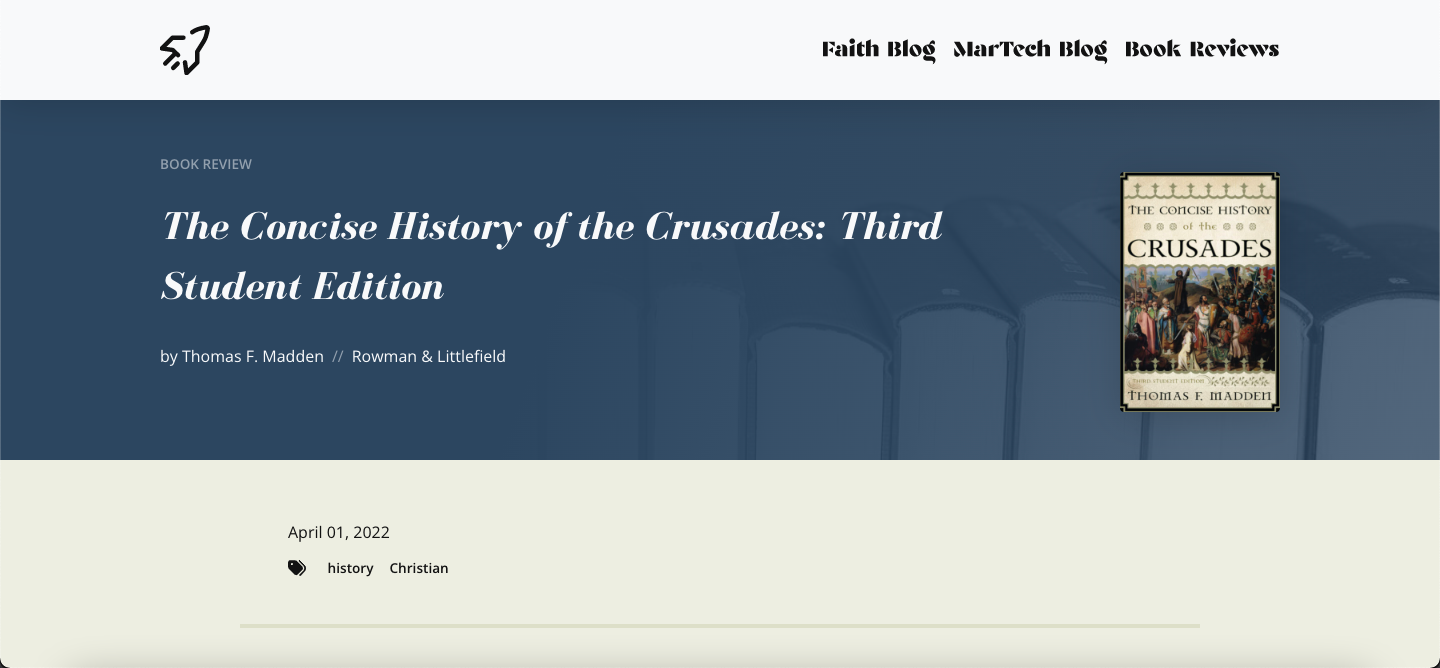 Faith Blog MarTech Blog Book Reviews
BOOK REVIEW
The Concise History of the Crusades: Third
Student Edition
by Thomas F. Madden // Rowman & Littlefield
THE CONCISE HISTORY
of the
CRUSADES
THIRD STUDENT EDITION
THOMAS F. MADDEN
April 01, 2022
history Christian